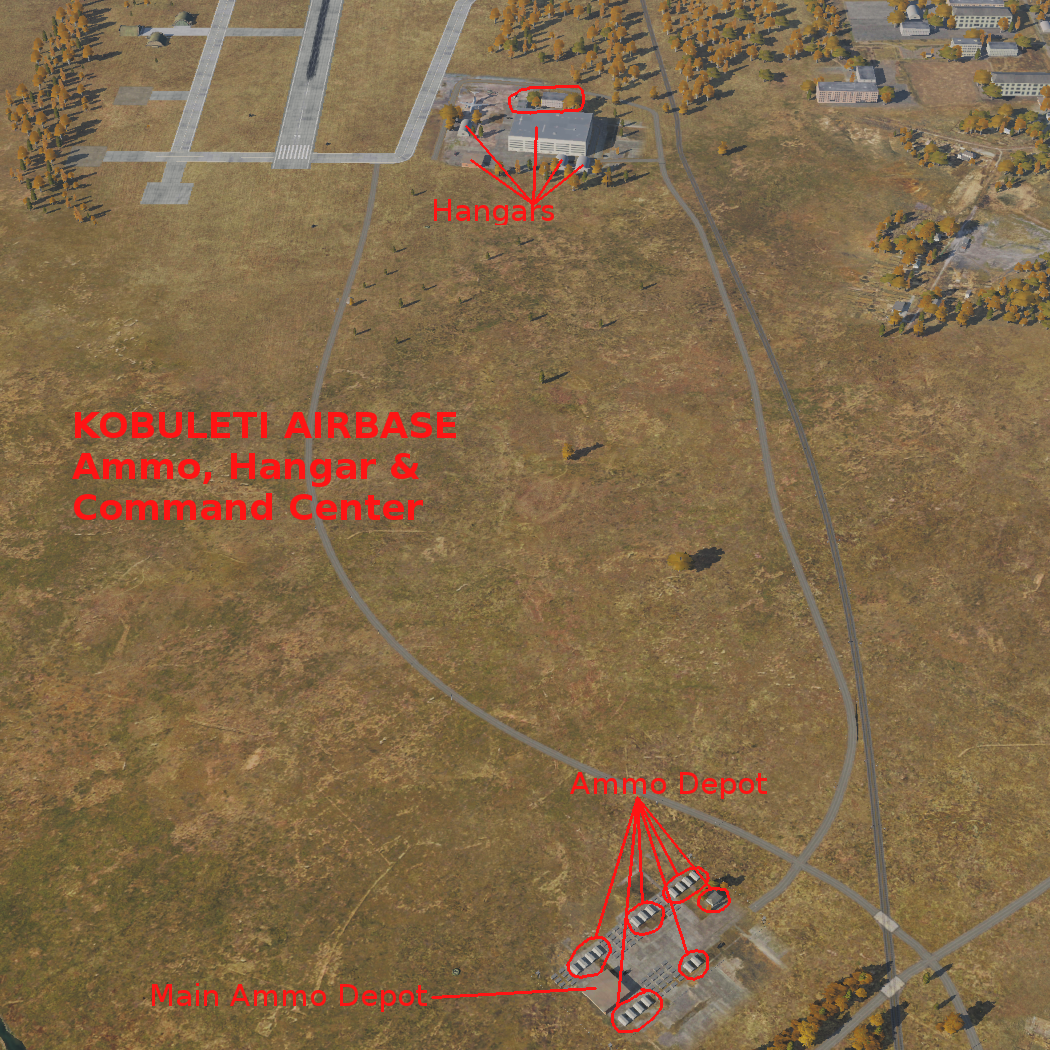 Hangars
KOBULETI AIRBASE
Ammo, Hangar &
Command Center
Ammo Depot
Main Ammo Depot